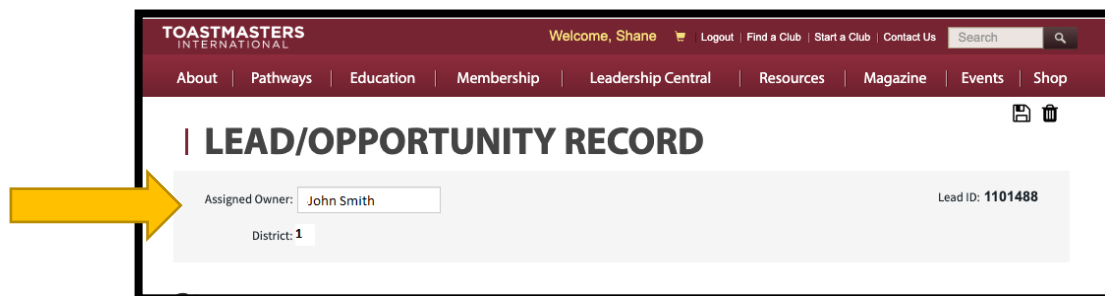 TOASTMASTERS
INTERNATIONAL
Welcome, Shane Logout | Find a Club | Start a Club | Contact Us Search
About | Pathways | Education | Membership | Leadership Central | Resources | Magazine | Events | Shop
LEAD/OPPORTUNITY RECORD
Assigned Owner: John Smith Lead ID: 1101488
District: 1